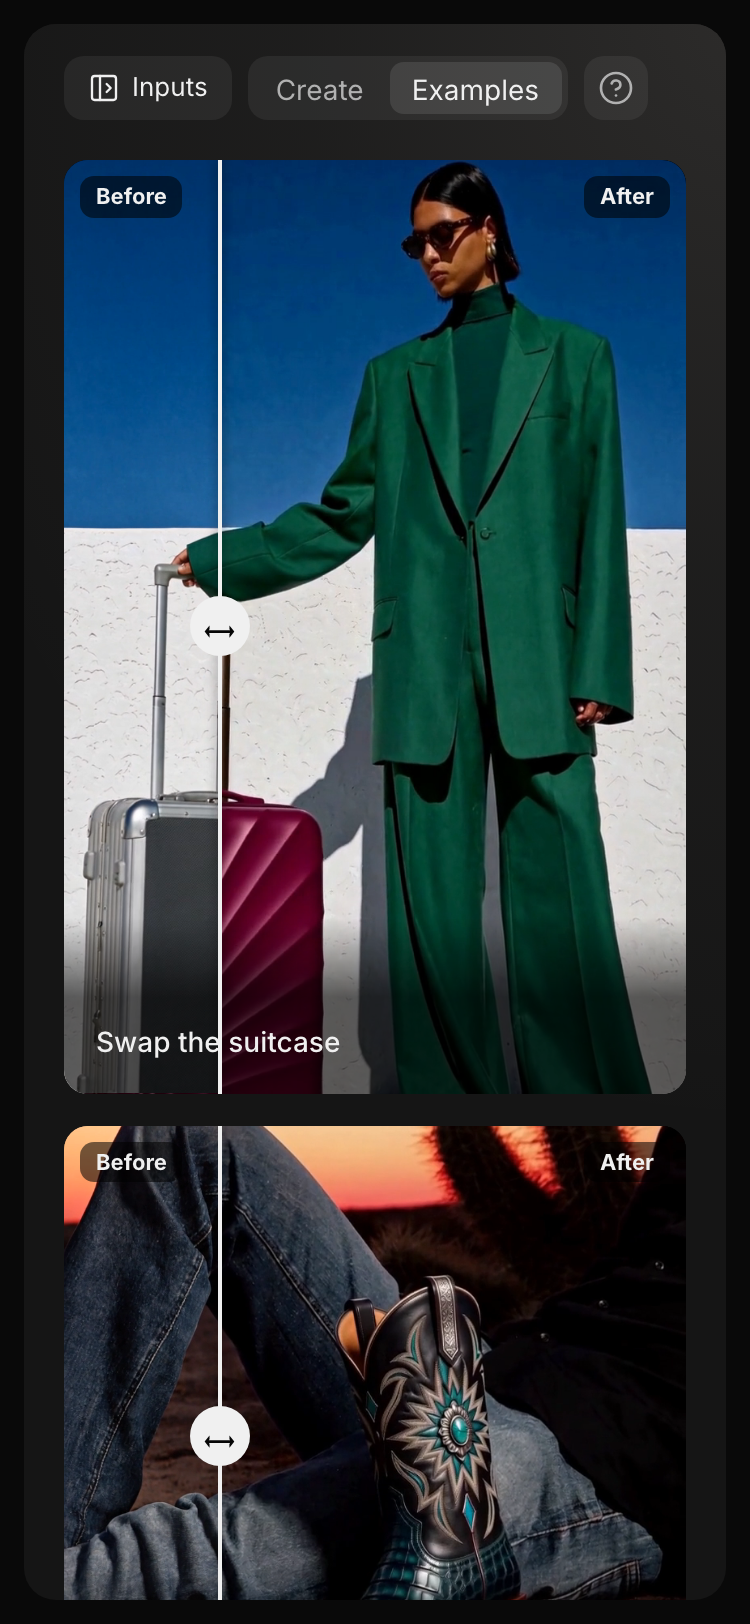 Inputs
Create
Examples
Before
After
Swap the suitcase
Before
After